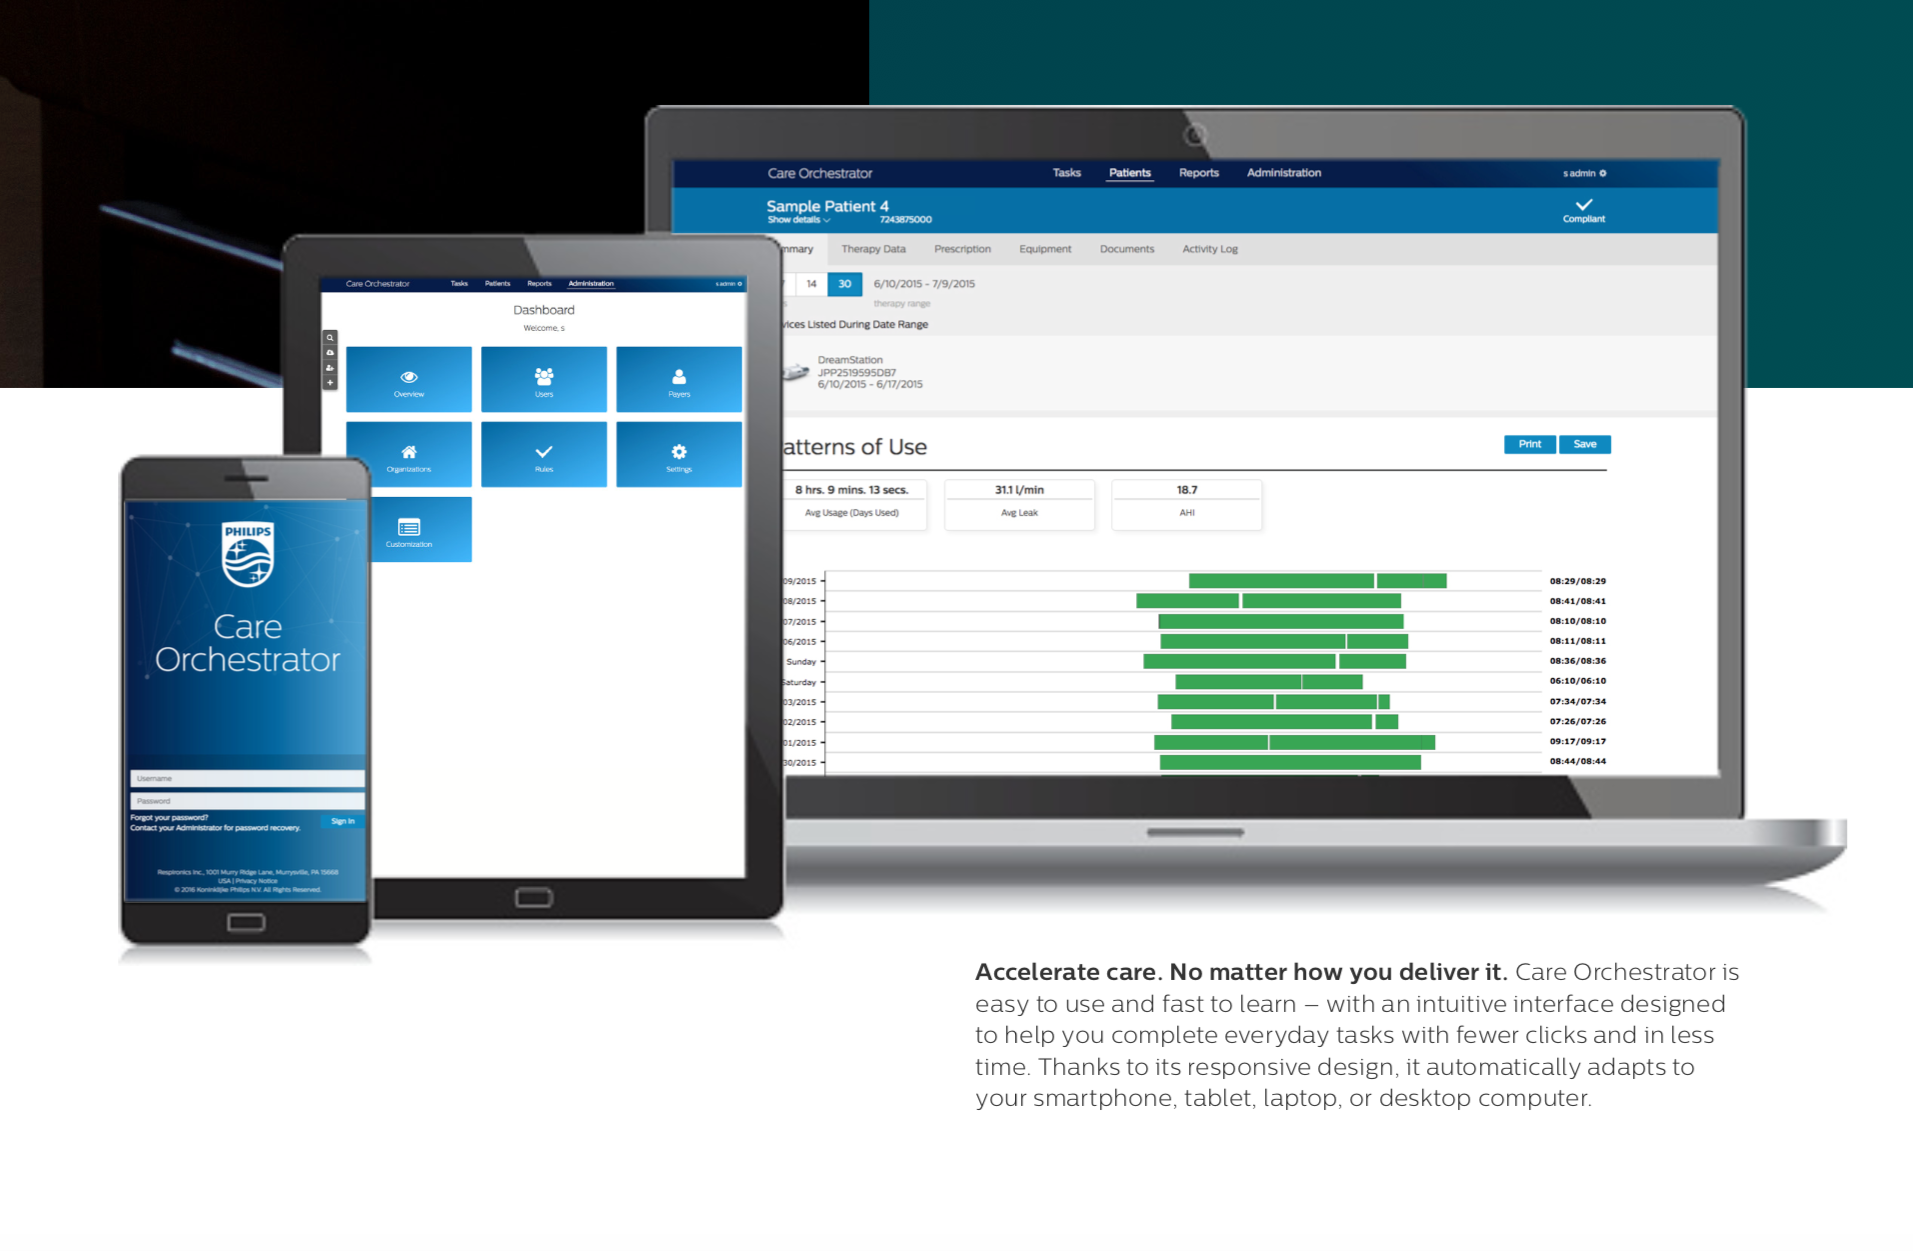 Care Orchestrator Tasks Patients Reports Administration s admin
Sample Patient 4
Show details 7243875000 Compliant
Therapy Data Prescription Equipment Documents Activity Log
14 30 6/10/2015 - 7/9/2015
therapy range
Listed During Date Range
DreamStation
JPP2519595DB7
6/10/2015 - 6/17/2015
atterns of Use Print Save
8 hrs. 9 mins. 13 secs. 31.1 l/min 18.7
Avg Usage (Days Used) Avg Leak AHI
09/2015 08:29/08:29
08/2015 08:41/08:41
07/2015 08:10/08:10
06/2015 08:11/08:11
Sunday 08:36/08:36
Saturday 06:10/06:10
03/2015 07:34/07:34
02/2015 07:26/07:26
01/2015 09:17/09:17
30/2015 08:44/08:44
Care Orchestrator Tasks Patients Reports Administration s admin
Dashboard
Welcome, s
Overview Users Payers
Organizations Rules Settings
Customization
PHILIPS
Care
Orchestrator
Username
Password
Forgot your password?
Contact your Administrator for password recovery.
Sign In
Respironics Inc., 1001 Murry Ridge Lane, Murrysville, PA 15668
USA | Privacy Notice
© 2016 Koninklijke Philips N.V. All Rights Reserved.
Accelerate care. No matter how you deliver it. Care Orchestrator is
easy to use and fast to learn – with an intuitive interface designed
to help you complete everyday tasks with fewer clicks and in less
time. Thanks to its responsive design, it automatically adapts to
your smartphone, tablet, laptop, or desktop computer.